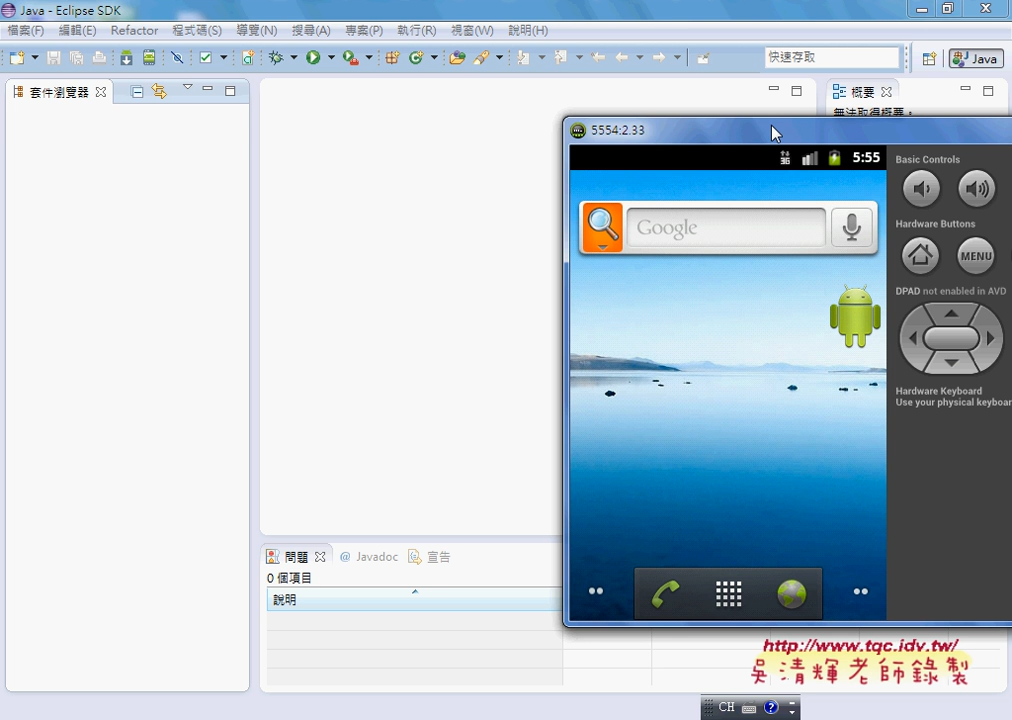 Java - Eclipse SDK
檔案(F) 編輯(E) Refactor 程式碼(S) 導覽(N) 搜尋(A) 專案(P) 執行(R) 視窗(W) 說明(H)
快速存取
Java
套件瀏覽器
概要
無法取得概要。
5554:2.33
3G
5:55
Google
Basic Controls
Hardware Buttons
MENU
DPAD not enabled in AVD
Hardware Keyboard
Use your physical keyboar
問題
@ Javadoc
宣告
0 個項目
說明
http://www.tqc.idv.tw/
吳清輝老師錄製
CH